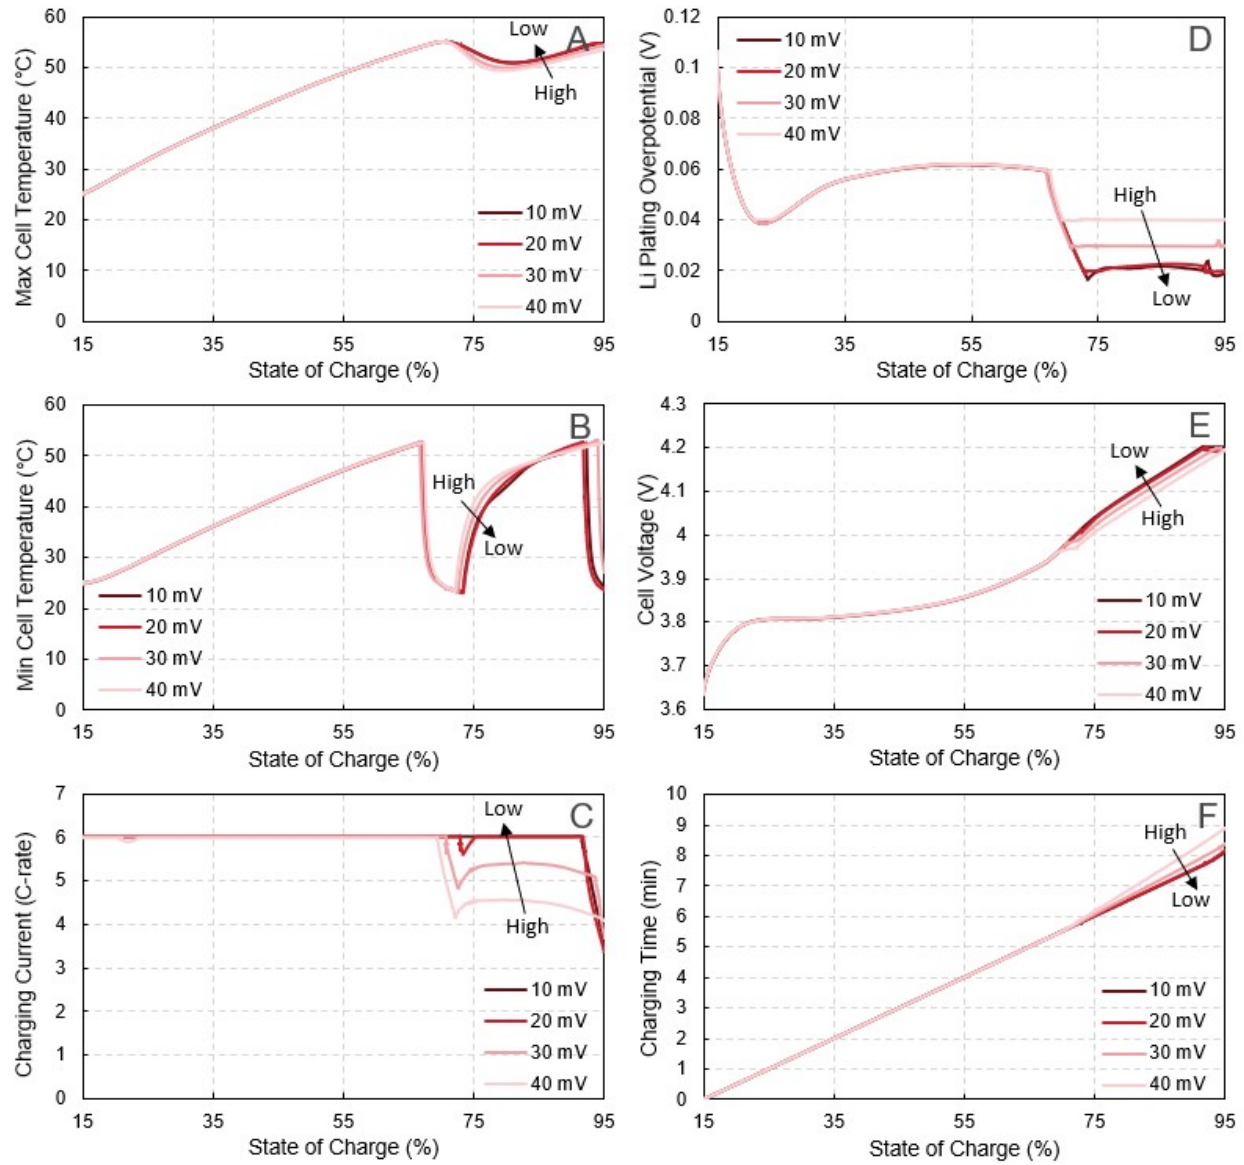 A
Max Cell Temperature (°C)
60
50
40
30
20
10
0
Low
High
10 mV
20 mV
30 mV
40 mV
15 35 55 75 95
State of Charge (%)
D
Li Plating Overpotential (V)
0.12
0.1
0.08
0.06
0.04
0.02
0
10 mV
20 mV
30 mV
40 mV
High
Low
15 35 55 75 95
State of Charge (%)
B
Min Cell Temperature (°C)
60
50
40
30
20
10
0
High
Low
10 mV
20 mV
30 mV
40 mV
15 35 55 75 95
State of Charge (%)
E
Cell Voltage (V)
4.3
4.2
4.1
4
3.9
3.8
3.7
3.6
Low
High
10 mV
20 mV
30 mV
40 mV
15 35 55 75 95
State of Charge (%)
C
Charging Current (C-rate)
7
6
5
4
3
2
1
0
Low
High
10 mV
20 mV
30 mV
40 mV
15 35 55 75 95
State of Charge (%)
F
Charging Time (min)
10
9
8
7
6
5
4
3
2
1
0
High
Low
10 mV
20 mV
30 mV
40 mV
15 35 55 75 95
State of Charge (%)